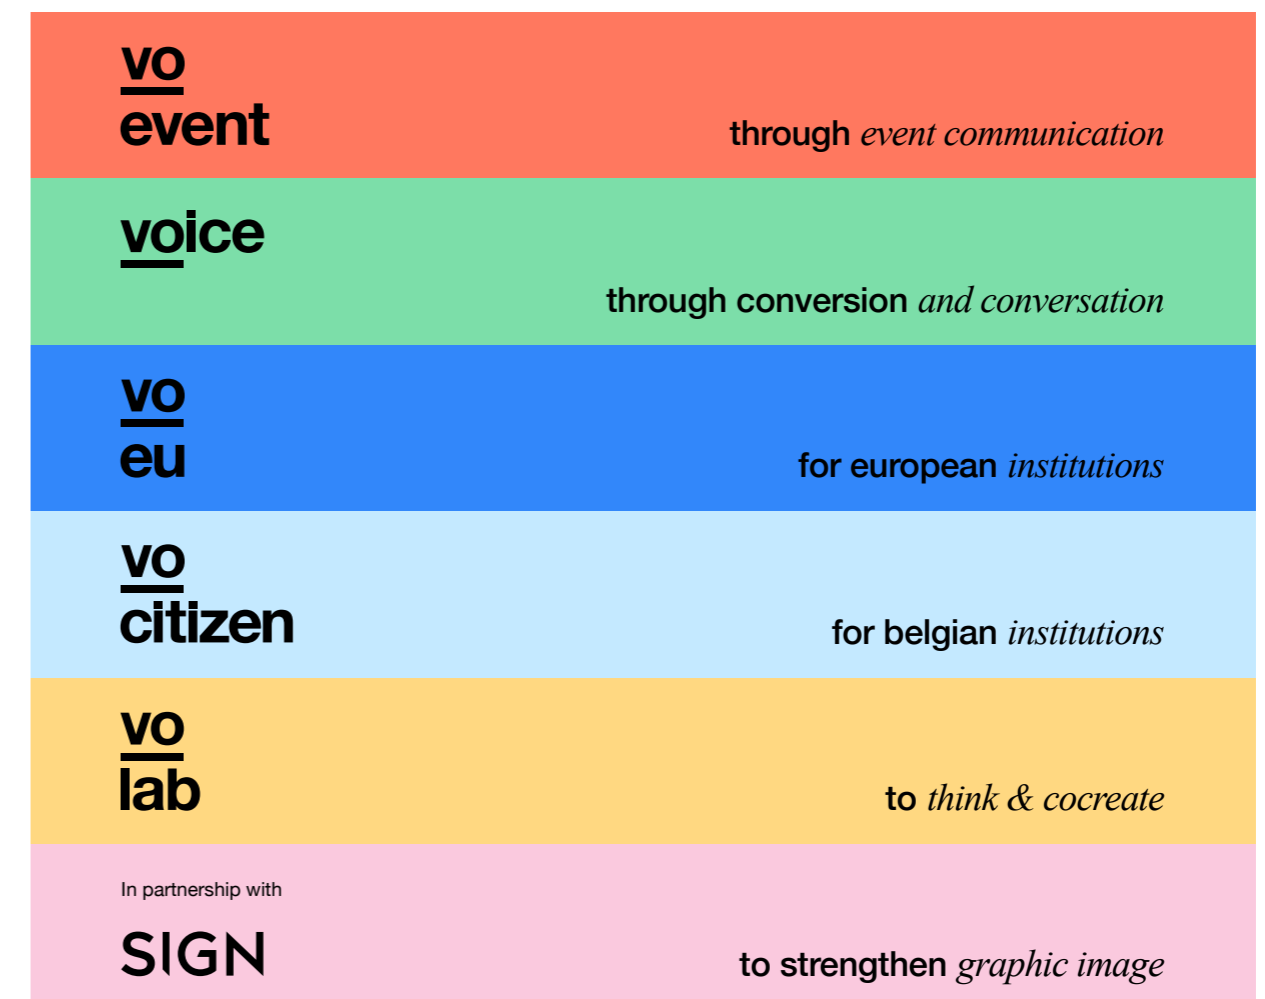 vo
event
through event communication
voice
through conversion and conversation
vo
eu
for european institutions
vo
citizen
for belgian institutions
vo
lab
to think & cocreate
In partnership with
SIGN
to strengthen graphic image